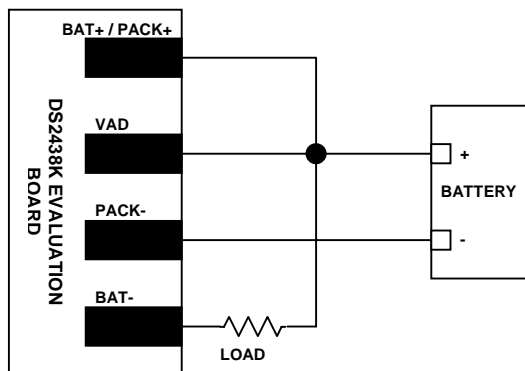 BAT+ / PACK+
VAD
PACK-
BAT-
DS2438K EVALUATION
BOARD
LOAD
+
BATTERY
-